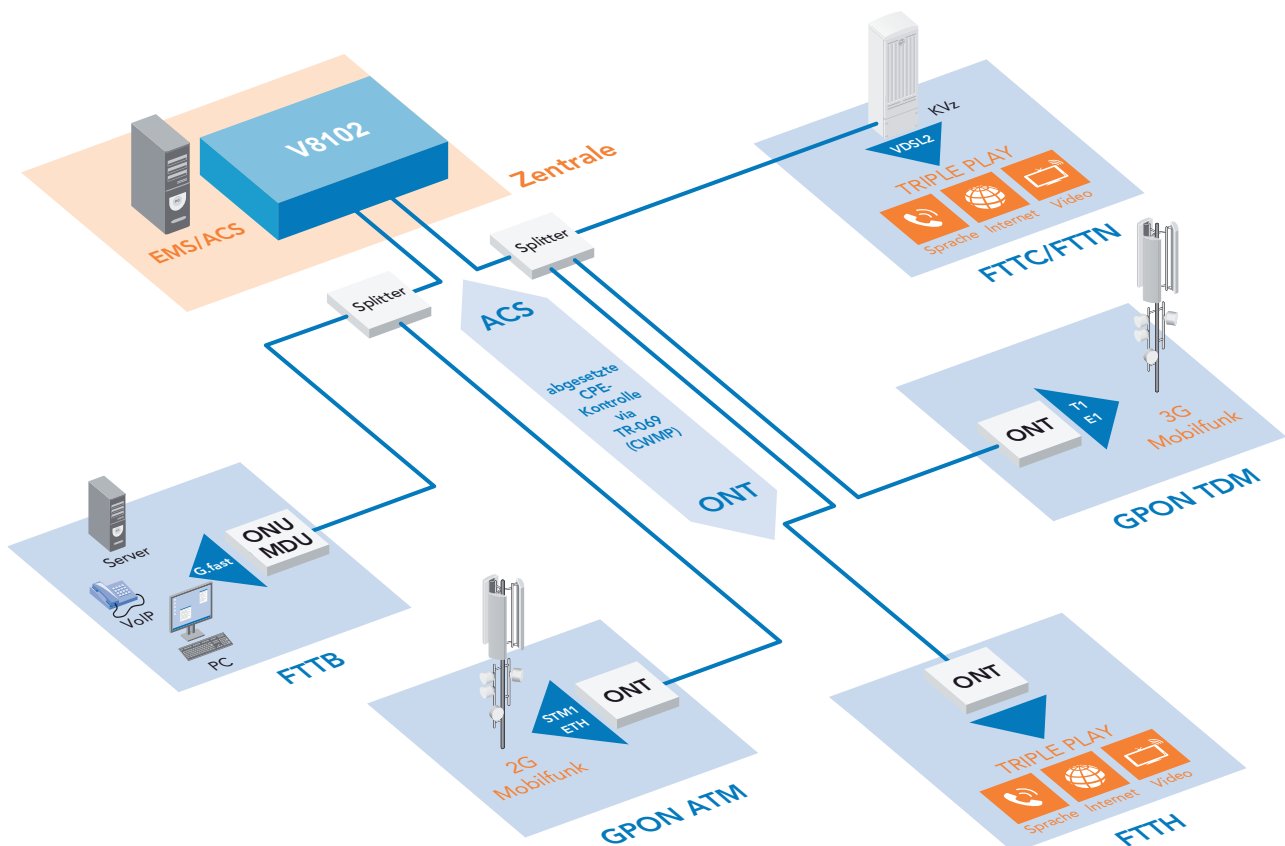 V8102
EMS/ACS
Zentrale
Splitter
Splitter
KVz
VDSL2
TRIPLE PLAY
Sprache
Internet
Video
FTTC/FTTN
ACS
abgesetzte
CPE-
Kontrolle
via
TR-069
(CWMP)
ONT
ONT
T1
E1
3G
Mobilfunk
GPON TDM
Server
VoIP
PC
G.fast
ONU
MDU
FTTB
2G
Mobilfunk
STM1
ETH
ONT
GPON ATM
ONT
TRIPLE PLAY
Sprache
Internet
Video
FTTH